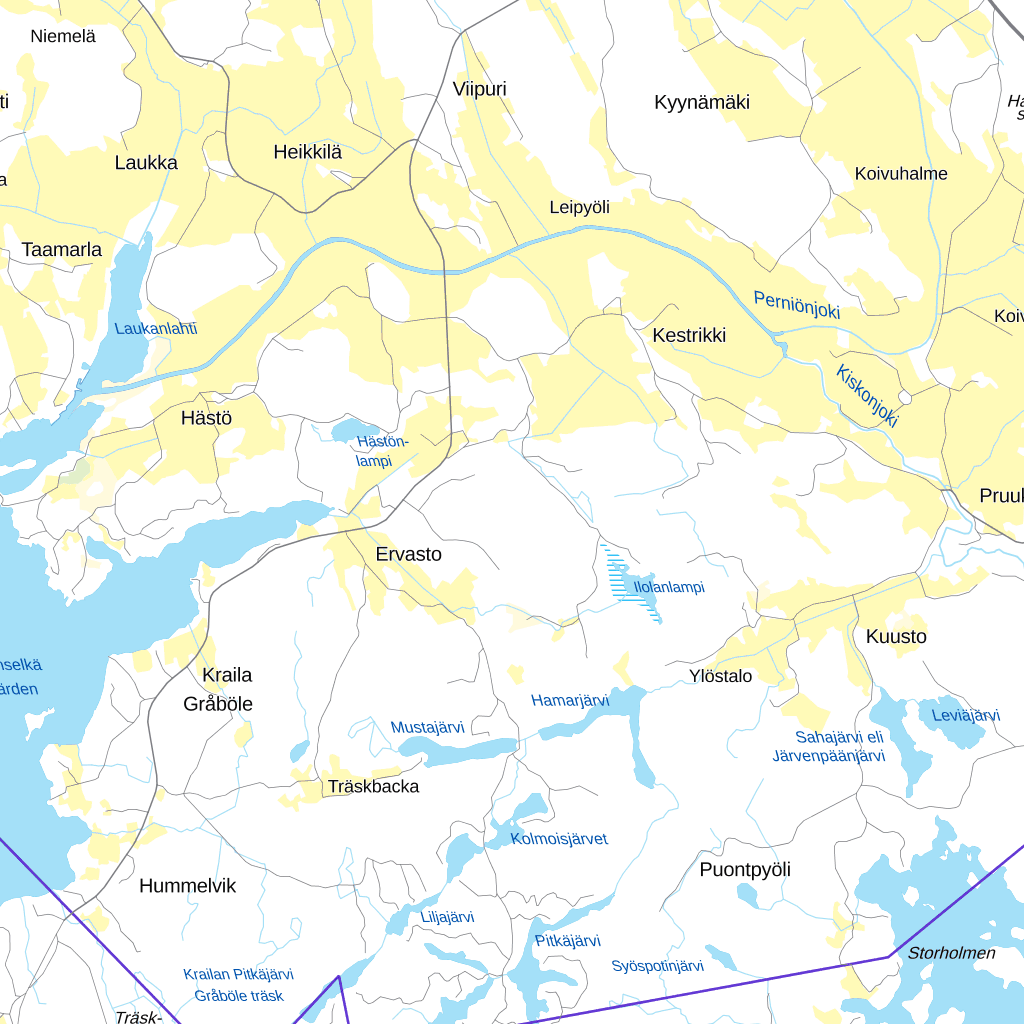 Niemelä
Viipuri
Kyynämäki
Laukka
Heikkilä
Koivuhalme
Leipyöli
Taamarla
Perniönjoki
Laukanlahti
Kestrikki
Kiskonjoki
Hästö
Hästön-
lampi
Ervasto
Ilolanlampi
Kuusto
Kraila
Gråböle
Ylöstalo
Hamarjärvi
Leviäjärvi
Mustajärvi
Sahajärvi eli
Järvenpäänjärvi
Träskbacka
Kolmoisjärvet
Puontpyöli
Hummelvik
Liljajärvi
Pitkäjärvi
Storholmen
Syöspotinjärvi
Krailan Pitkäjärvi
Gråböle träsk
Träsk-